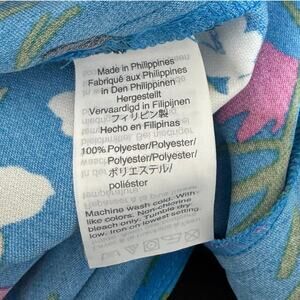 Made in Philippines
Fabriqué aux Philippines
in Den Philippinen
Hergestellt
Vervaardigd in Filipijnen
フィリピン製
Hecho en Filipinas
100% Polyester/Polyester/
Polyester/Polyester/
ポリエステル/
poliéster
Machine wash cold. With
like colors. Non-chlorine
bleach only. Tumble dry
low. Iron on lowest setting.